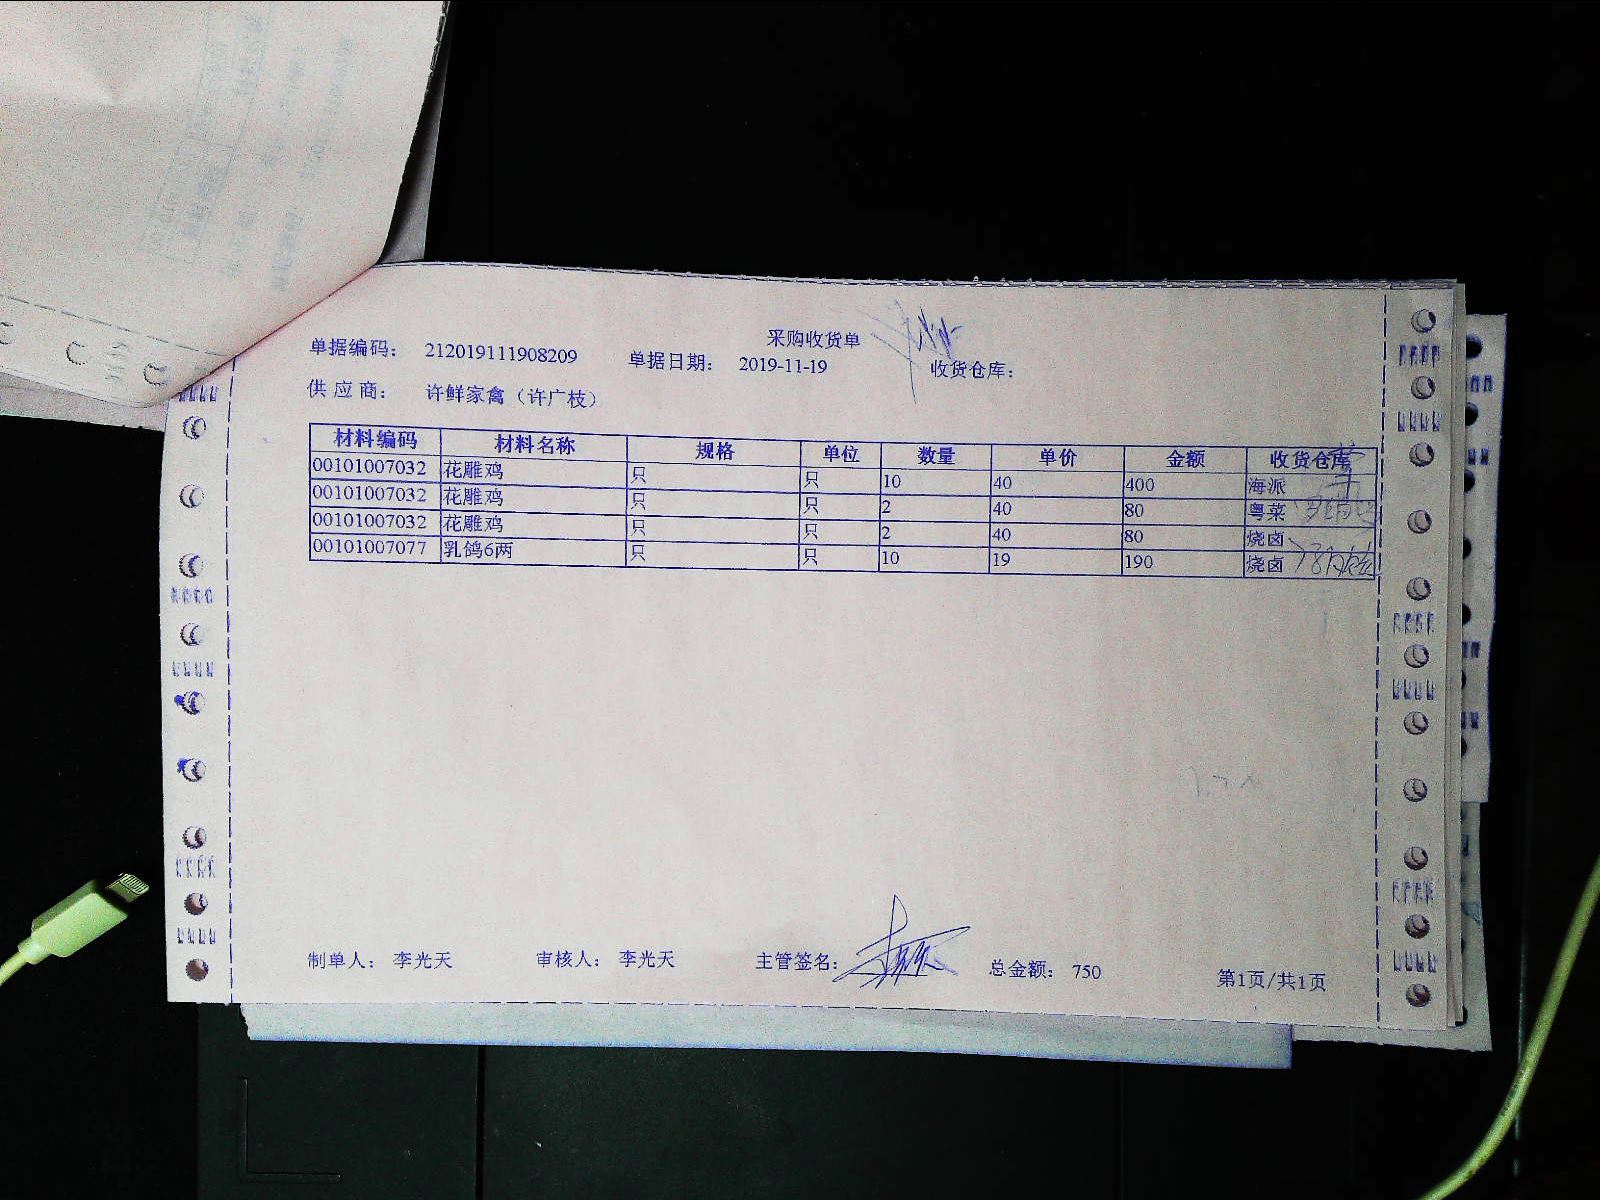 采购收货单
单据编码： 212019111908209 单据日期： 2019-11-19 收货仓库：
供应商： 许鲜家禽（许广枝）
材料编码 材料名称 规格 单位 数量 单价 金额 收货仓库
00101007032 花雕鸡 只 只 10 40 400 海派
00101007032 花雕鸡 只 只 2 40 80 粤菜
00101007032 花雕鸡 只 只 2 40 80 烧卤
00101007077 乳鸽6两 只 只 10 19 190 烧卤
制单人： 李光天 审核人： 李光天 主管签名： 总金额： 750 第1页/共1页